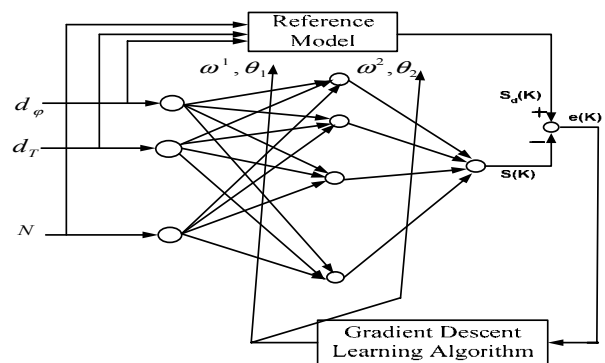 Reference
Model
ω¹, θ₁
ω², θ₂
d_φ
d_T
N
S_d(K)
+
e(K)
−
S(K)
Gradient Descent
Learning Algorithm